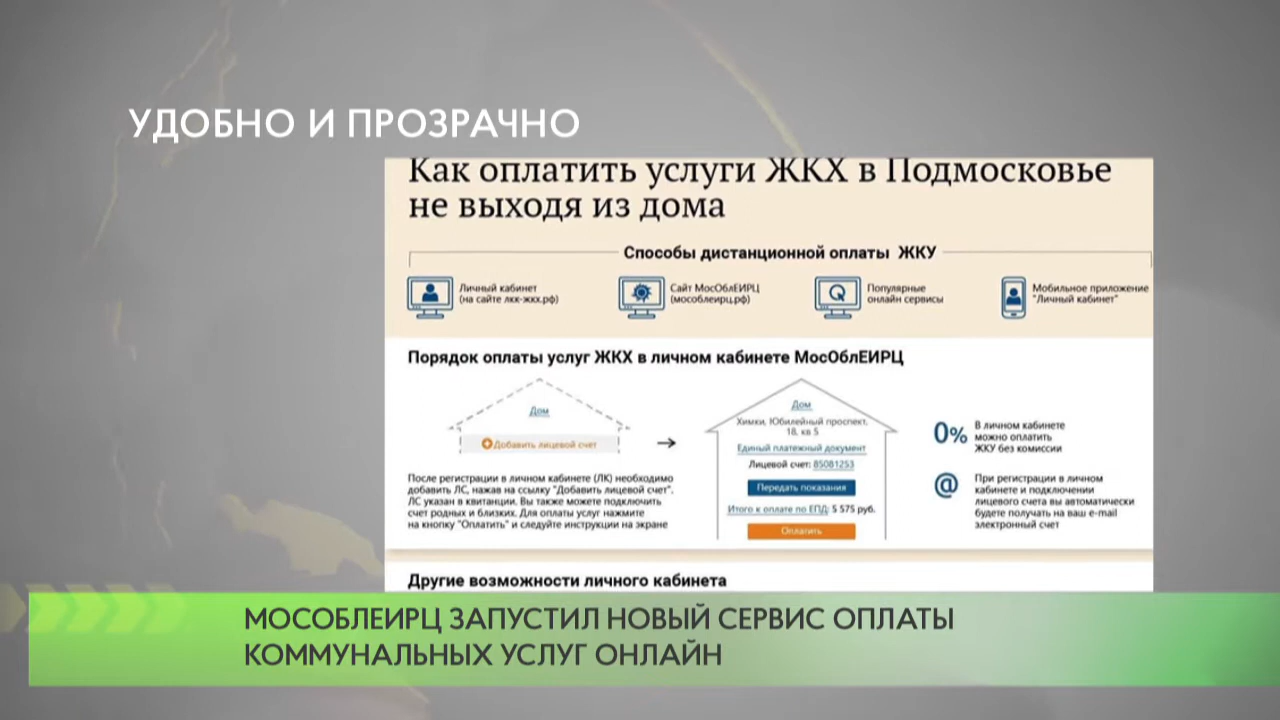 УДОБНО И ПРОЗРАЧНО
Как оплатить услуги ЖКХ в Подмосковье
не выходя из дома
Способы дистанционной оплаты ЖКУ
Личный кабинет
(на сайте лкк-жкх.рф)
Сайт МосОблЕИРЦ
(мособлеирц.рф)
Популярные
онлайн сервисы
Мобильное приложение
"Личный кабинет"
Порядок оплаты услуг ЖКХ в личном кабинете МосОблЕИРЦ
Дом
Добавить лицевой счет
После регистрации в личном кабинете (ЛК) необходимо
добавить ЛС, нажав на ссылку "Добавить лицевой счет".
ЛС указан в квитанции. Вы также можете подключить
счет родных и близких. Для оплаты услуг нажмите
на кнопку "Оплатить" и следуйте инструкции на экране
Дом
Химки, Юбилейный проспект,
18, кв 5
Единый платежный документ
Лицевой счет: 85081253
Передать показания
Итого к оплате по ЕПД: 5 575 руб.
Оплатить
0%
В личном кабинете
можно оплатить
ЖКУ без комиссии
@
При регистрации в личном
кабинете и подключении
лицевого счета вы автоматически
будете получать на ваш e-mail
электронный счет
Другие возможности личного кабинета
МОСОБЛЕИРЦ ЗАПУСТИЛ НОВЫЙ СЕРВИС ОПЛАТЫ
КОММУНАЛЬНЫХ УСЛУГ ОНЛАЙН